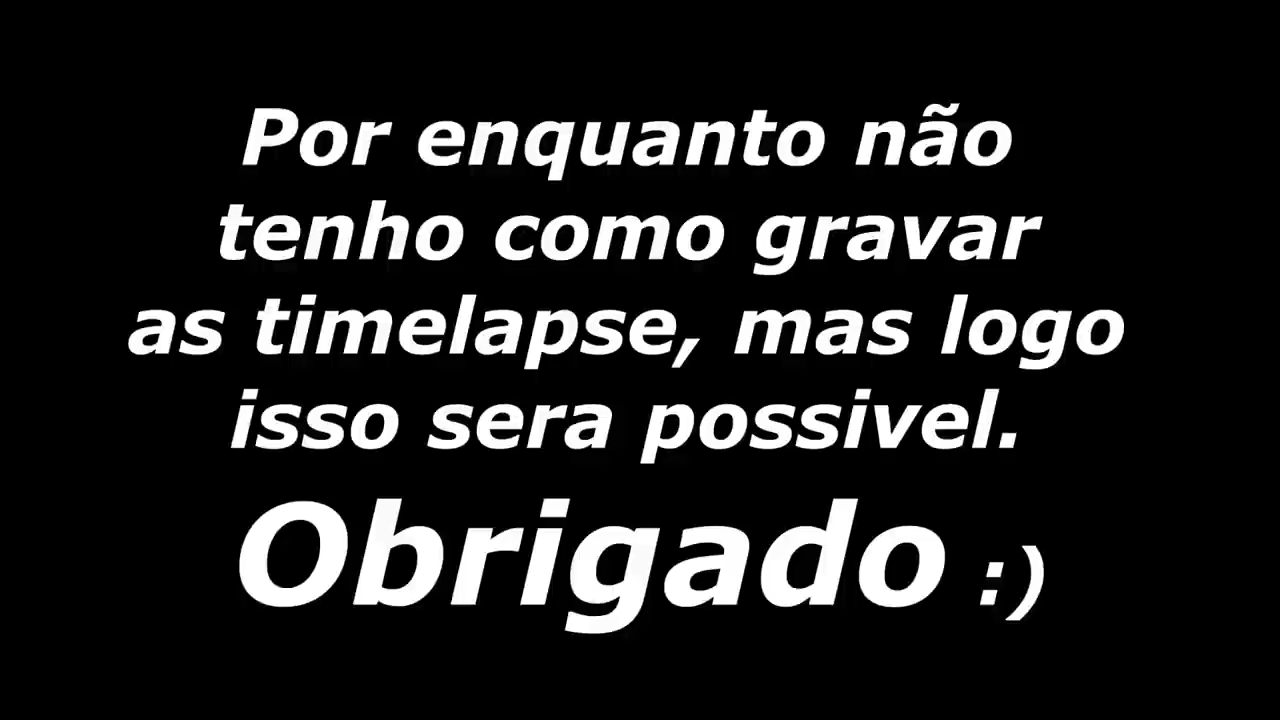 Por enquanto não
tenho como gravar
as timelapse, mas logo
isso sera possivel.
Obrigado :)